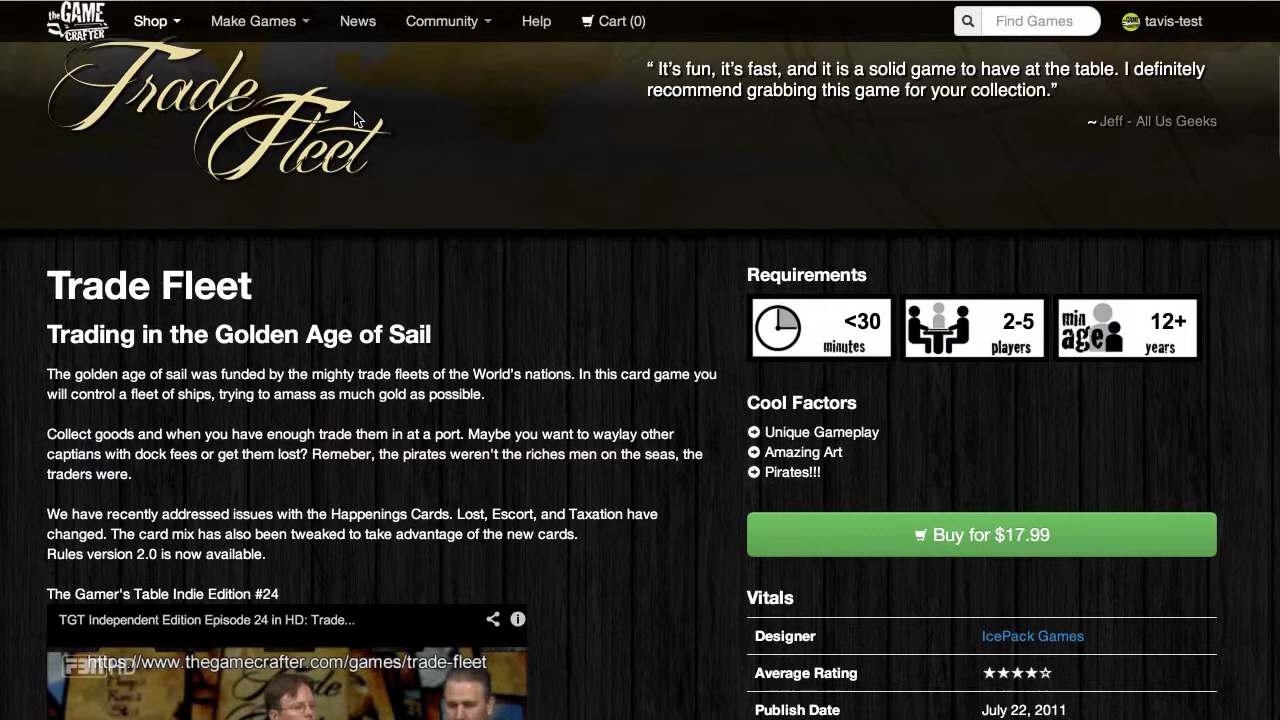 the GAME CRAFTER
Shop
Make Games
News
Community
Help
Cart (0)
Find Games
tavis-test
Trade Fleet
“ It’s fun, it’s fast, and it is a solid game to have at the table. I definitely
recommend grabbing this game for your collection.”
~ Jeff - All Us Geeks
Trade Fleet
Trading in the Golden Age of Sail
The golden age of sail was funded by the mighty trade fleets of the World's nations. In this card game you
will control a fleet of ships, trying to amass as much gold as possible.
Collect goods and when you have enough trade them in at a port. Maybe you want to waylay other
captians with dock fees or get them lost? Remeber, the pirates weren't the riches men on the seas, the
traders were.
We have recently addressed issues with the Happenings Cards. Lost, Escort, and Taxation have
changed. The card mix has also been tweaked to take advantage of the new cards.
Rules version 2.0 is now available.
The Gamer's Table Indie Edition #24
TGT Independent Edition Episode 24 in HD: Trade...
https://www.thegamecrafter.com/games/trade-fleet
Requirements
<30 minutes
2-5 players
min age 12+ years
Cool Factors
Unique Gameplay
Amazing Art
Pirates!!!
Buy for $17.99
Vitals
Designer IcePack Games
Average Rating ★★★★☆
Publish Date July 22, 2011